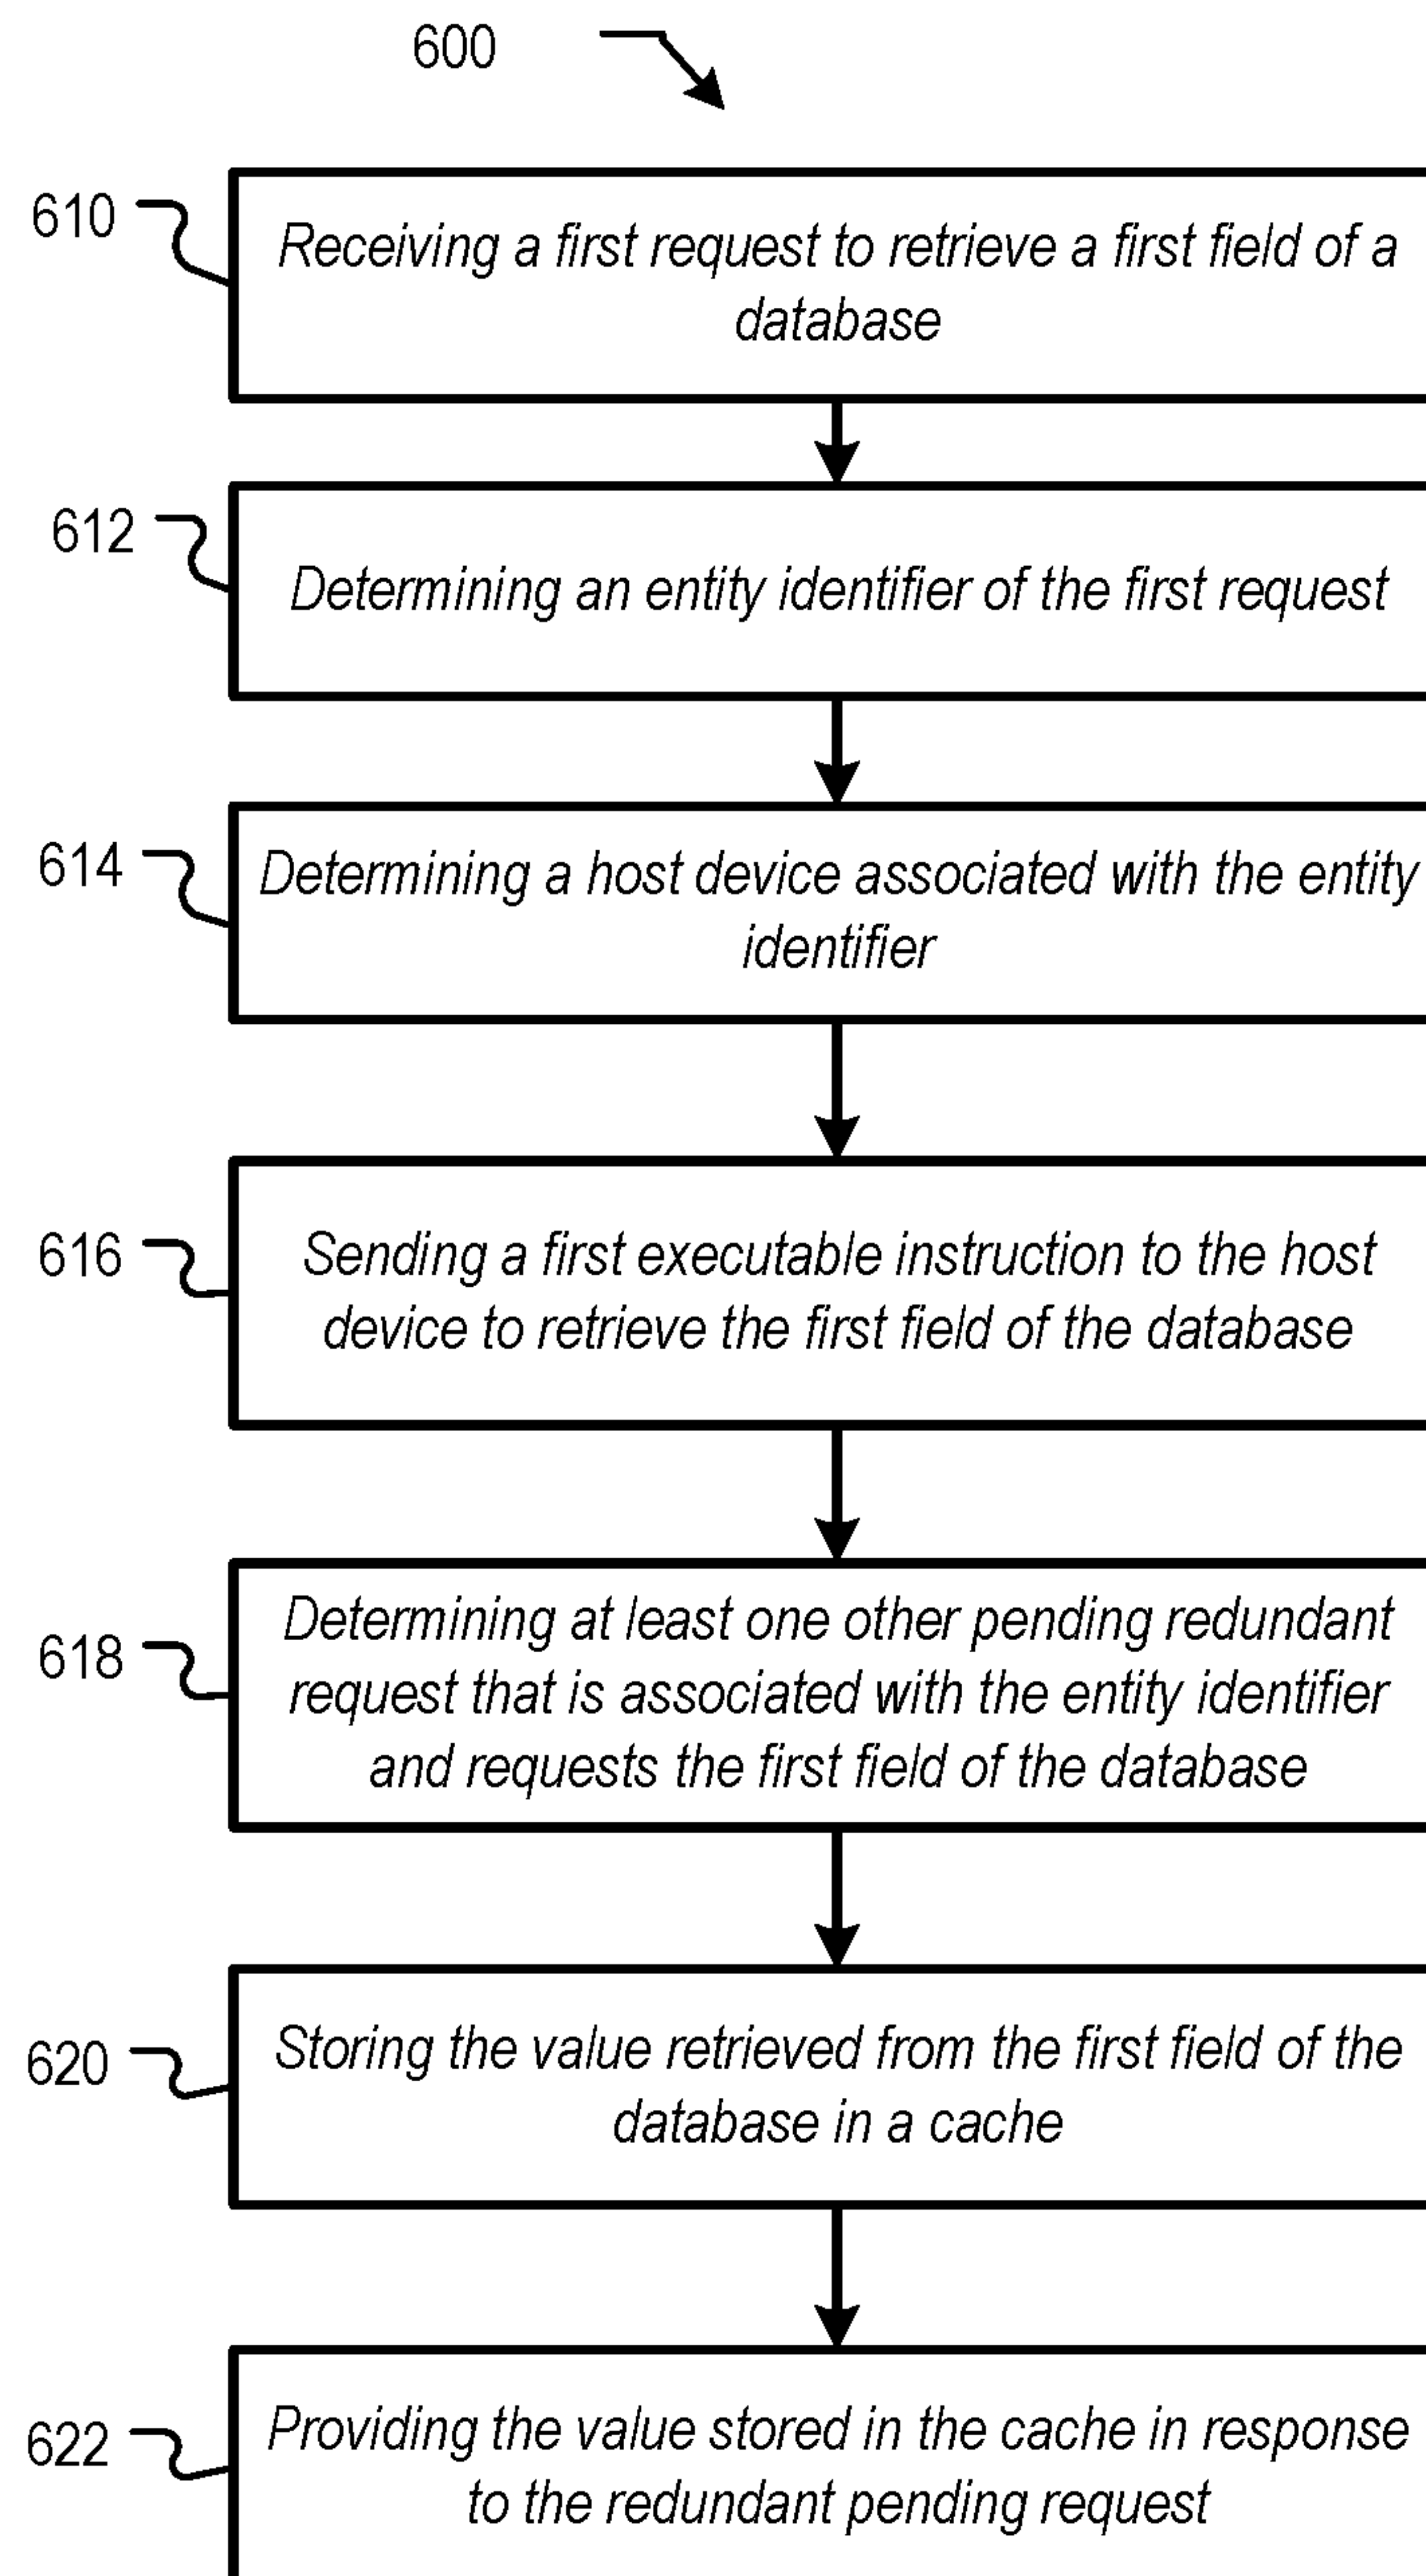 600
610
Receiving a first request to retrieve a first field of a
database
612
Determining an entity identifier of the first request
614
Determining a host device associated with the entity
identifier
616
Sending a first executable instruction to the host
device to retrieve the first field of the database
618
Determining at least one other pending redundant
request that is associated with the entity identifier
and requests the first field of the database
620
Storing the value retrieved from the first field of the
database in a cache
622
Providing the value stored in the cache in response
to the redundant pending request